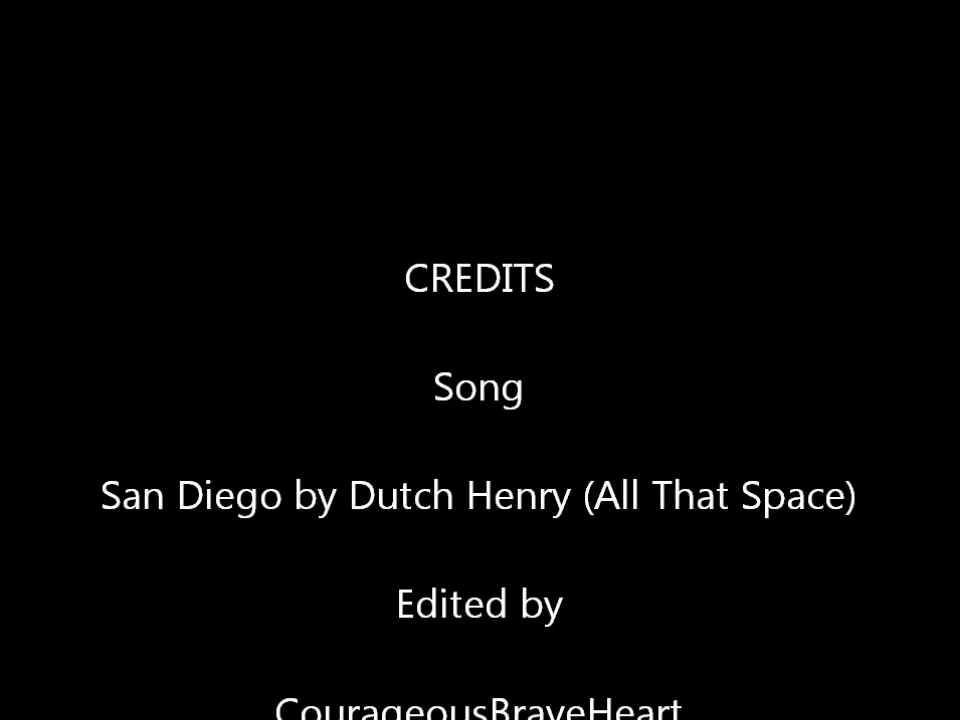 CREDITS
Song
San Diego by Dutch Henry (All That Space)
Edited by
CourageousBraveHeart